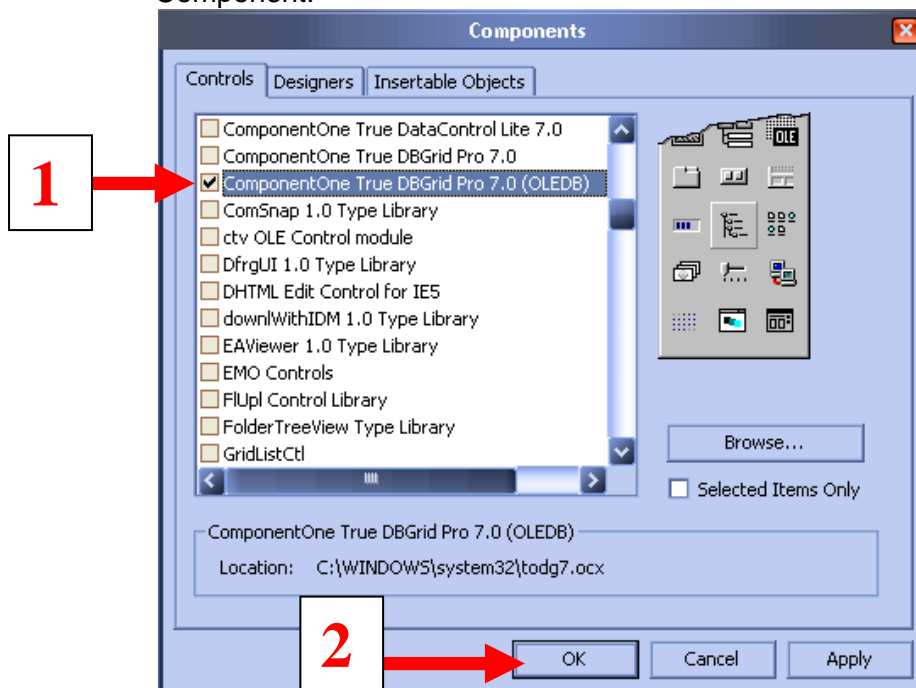 Component.
Components
Controls Designers Insertable Objects
ComponentOne True DataControl Lite 7.0
ComponentOne True DBGrid Pro 7.0
1
ComponentOne True DBGrid Pro 7.0 (OLEDB)
ComSnap 1.0 Type Library
ctv OLE Control module
DfrgUI 1.0 Type Library
DHTML Edit Control for IE5
downlWithIDM 1.0 Type Library
EAViewer 1.0 Type Library
EMO Controls
FlUpl Control Library
FolderTreeView Type Library
GridListCtl
OLE
Browse...
Selected Items Only
ComponentOne True DBGrid Pro 7.0 (OLEDB)
Location: C:\WINDOWS\system32\todg7.ocx
2
OK Cancel Apply